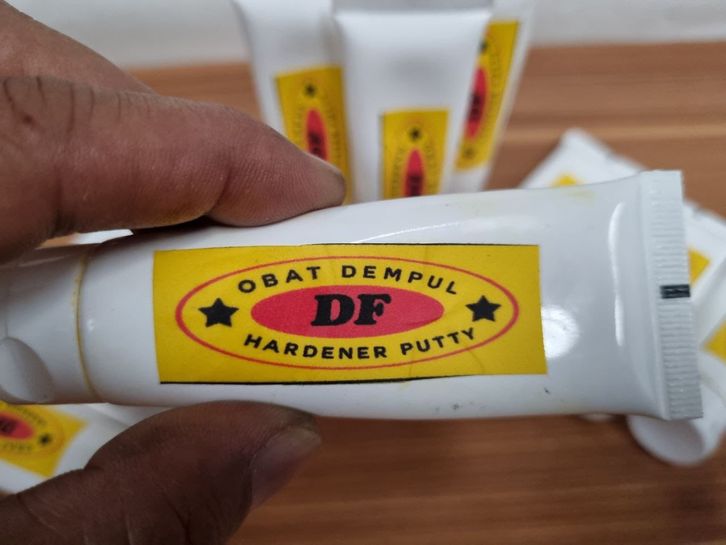 OBAT DEMPUL
DF
HARDENER PUTTY